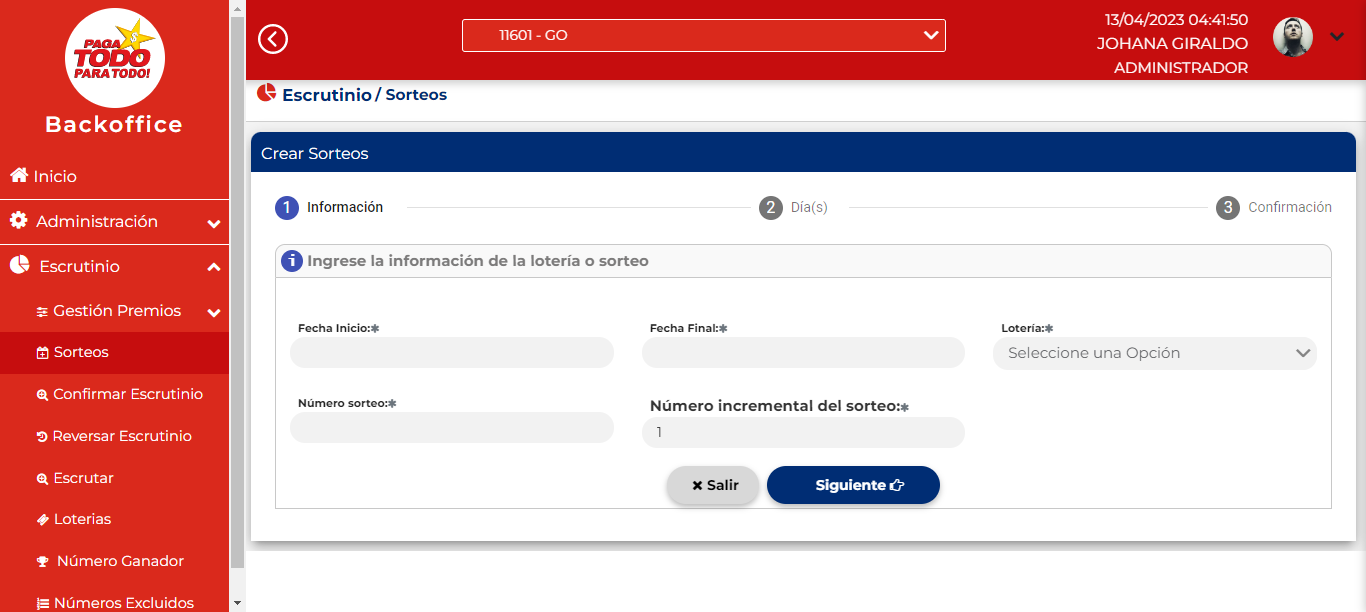 PAGA
TODO
PARA TODO!
Backoffice
Inicio
Administración
Escrutinio
Gestión Premios
Sorteos
Confirmar Escrutinio
Reversar Escrutinio
Escrutar
Loterias
Número Ganador
Números Excluidos
11601 - GO
13/04/2023 04:41:50
JOHANA GIRALDO
ADMINISTRADOR
Escrutinio / Sorteos
Crear Sorteos
1 Información
2 Día(s)
3 Confirmación
i Ingrese la información de la lotería o sorteo
Fecha Inicio:✱
Fecha Final:✱
Lotería:✱
Seleccione una Opción
Número sorteo:✱
Número incremental del sorteo:✱
1
Salir
Siguiente